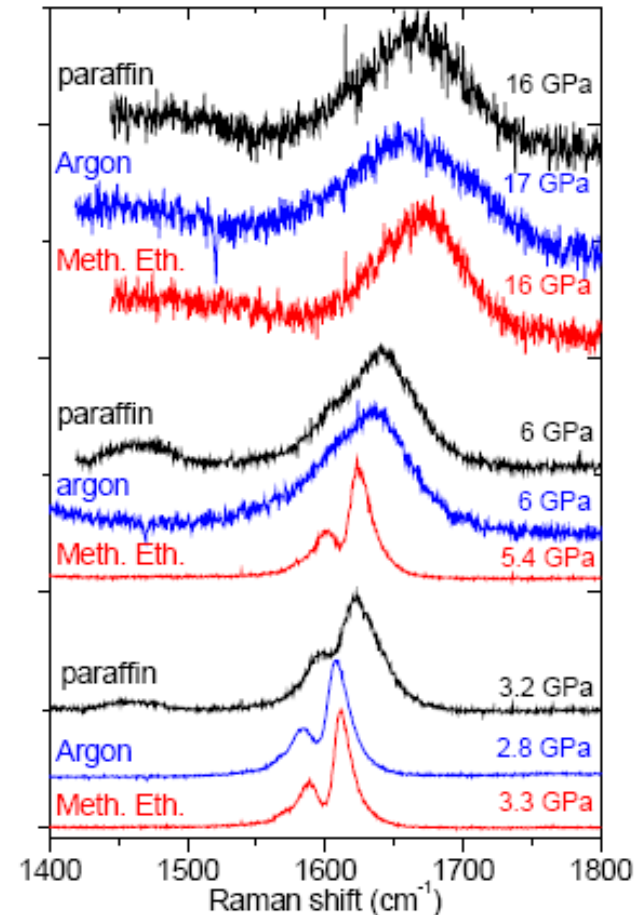 paraffin
16 GPa
Argon
17 GPa
Meth. Eth.
16 GPa
paraffin
6 GPa
argon
6 GPa
Meth. Eth.
5.4 GPa
paraffin
3.2 GPa
Argon
2.8 GPa
Meth. Eth.
3.3 GPa
1400 1500 1600 1700 1800
Raman shift (cm⁻¹)